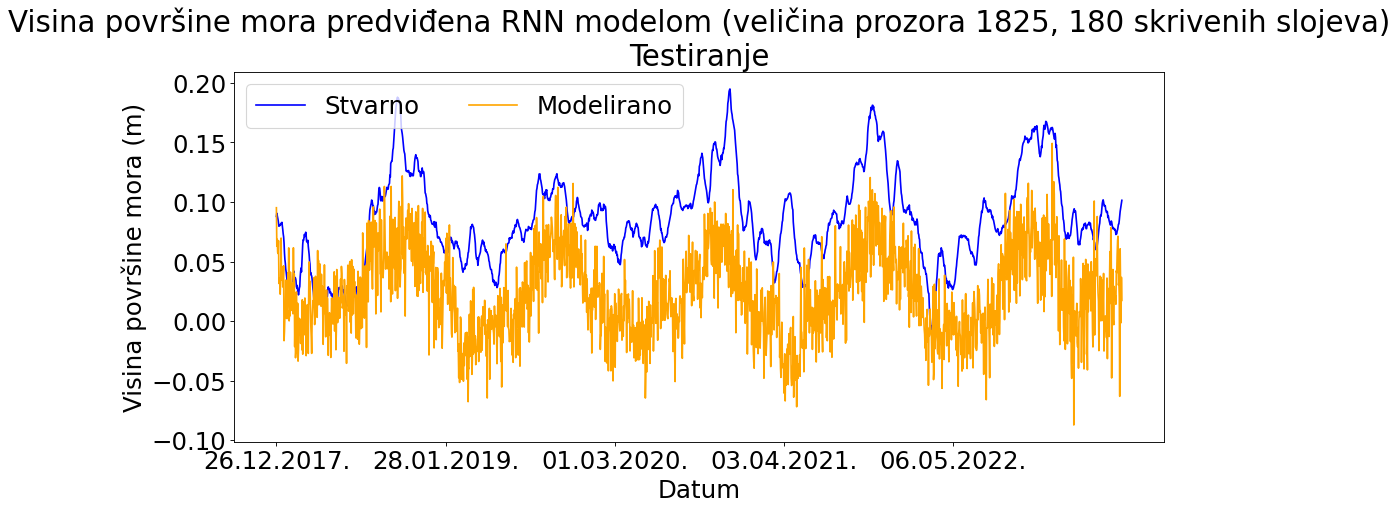 Visina površine mora predviđena RNN modelom (veličina prozora 1825, 180 skrivenih slojeva)
Testiranje
Stvarno Modelirano
Visina površine mora (m)
0.20
0.15
0.10
0.05
0.00
−0.05
−0.10
26.12.2017. 28.01.2019. 01.03.2020. 03.04.2021. 06.05.2022.
Datum